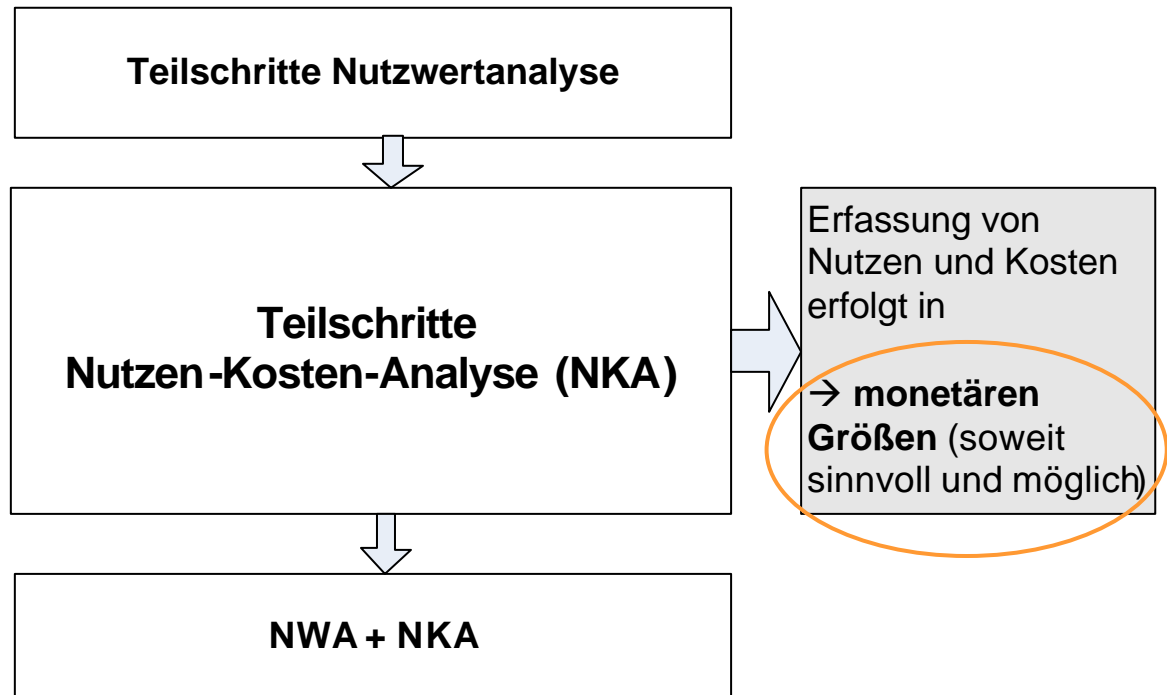 Teilschritte Nutzwertanalyse
Teilschritte
Nutzen-Kosten-Analyse (NKA)
Erfassung von
Nutzen und Kosten
erfolgt in
→ monetären
Größen (soweit
sinnvoll und möglich)
NWA + NKA